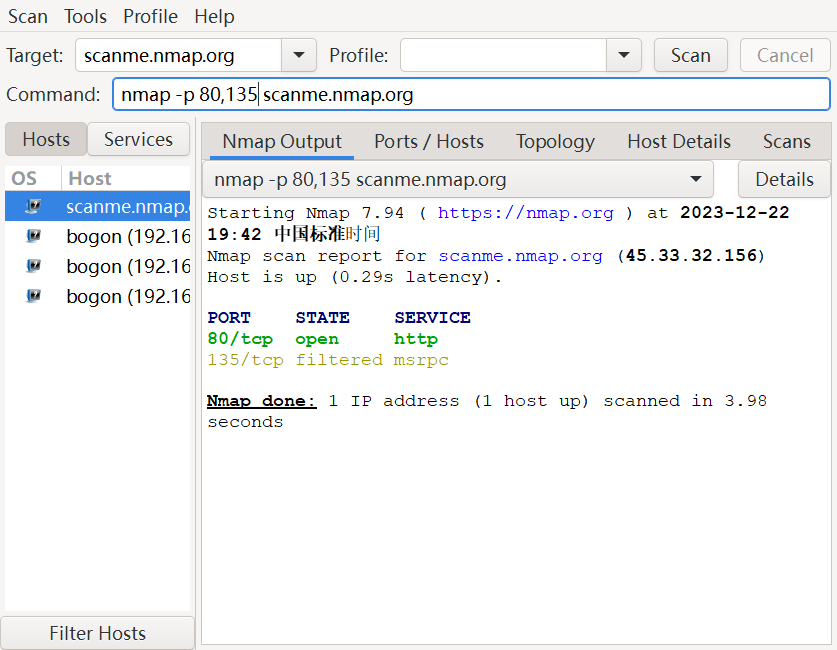 Scan Tools Profile Help
Target: scanme.nmap.org Profile: Scan Cancel
Command: nmap -p 80,135 scanme.nmap.org
Hosts Services
OS Host
scanme.nmap.
bogon (192.16
bogon (192.16
bogon (192.16
Filter Hosts
Nmap Output Ports / Hosts Topology Host Details Scans
nmap -p 80,135 scanme.nmap.org Details
Starting Nmap 7.94 ( https://nmap.org ) at 2023-12-22
19:42 中国标准时间
Nmap scan report for scanme.nmap.org (45.33.32.156)
Host is up (0.29s latency).
PORT STATE SERVICE
80/tcp open http
135/tcp filtered msrpc
Nmap done: 1 IP address (1 host up) scanned in 3.98
seconds